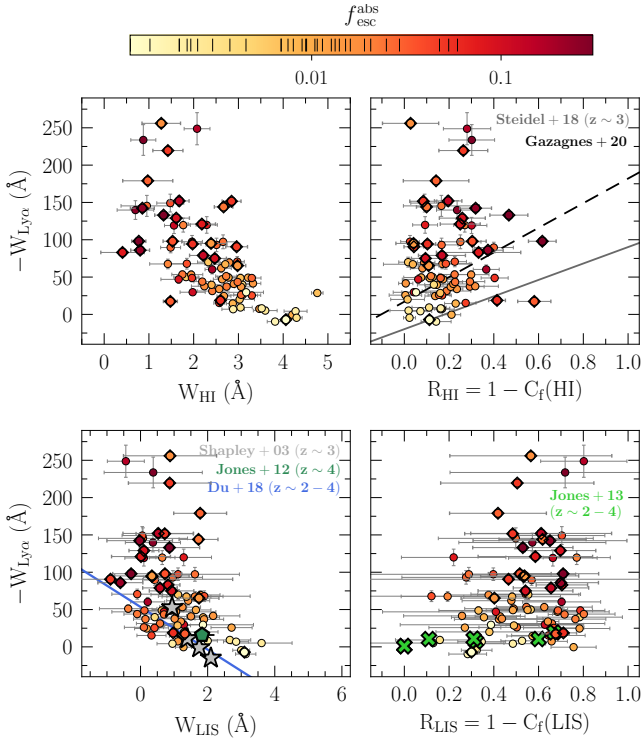 f_esc^abs
0.01 0.1
Steidel + 18 (z ∼ 3)
Gazagnes + 20
−W_Lyα (Å)
250
200
150
100
50
0
0 1 2 3 4 5
W_HI (Å)
0.0 0.2 0.4 0.6 0.8 1.0
R_HI = 1 − C_f(HI)
Shapley + 03 (z ∼ 3)
Jones + 12 (z ∼ 4)
Du + 18 (z ∼ 2 − 4)
Jones + 13
(z ∼ 2 − 4)
−W_Lyα (Å)
250
200
150
100
50
0
0 2 4 6
W_LIS (Å)
0.0 0.2 0.4 0.6 0.8 1.0
R_LIS = 1 − C_f(LIS)